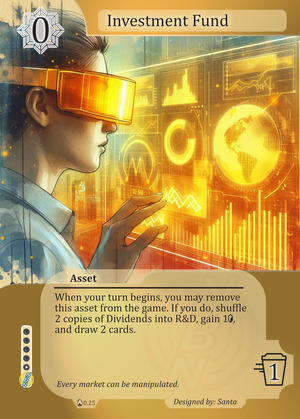 0
Investment Fund
Asset
When your turn begins, you may remove
this asset from the game. If you do, shuffle
2 copies of Dividends into R&D, gain 1,
and draw 2 cards.
1
Every market can be manipulated.
0.25
Designed by: Santa